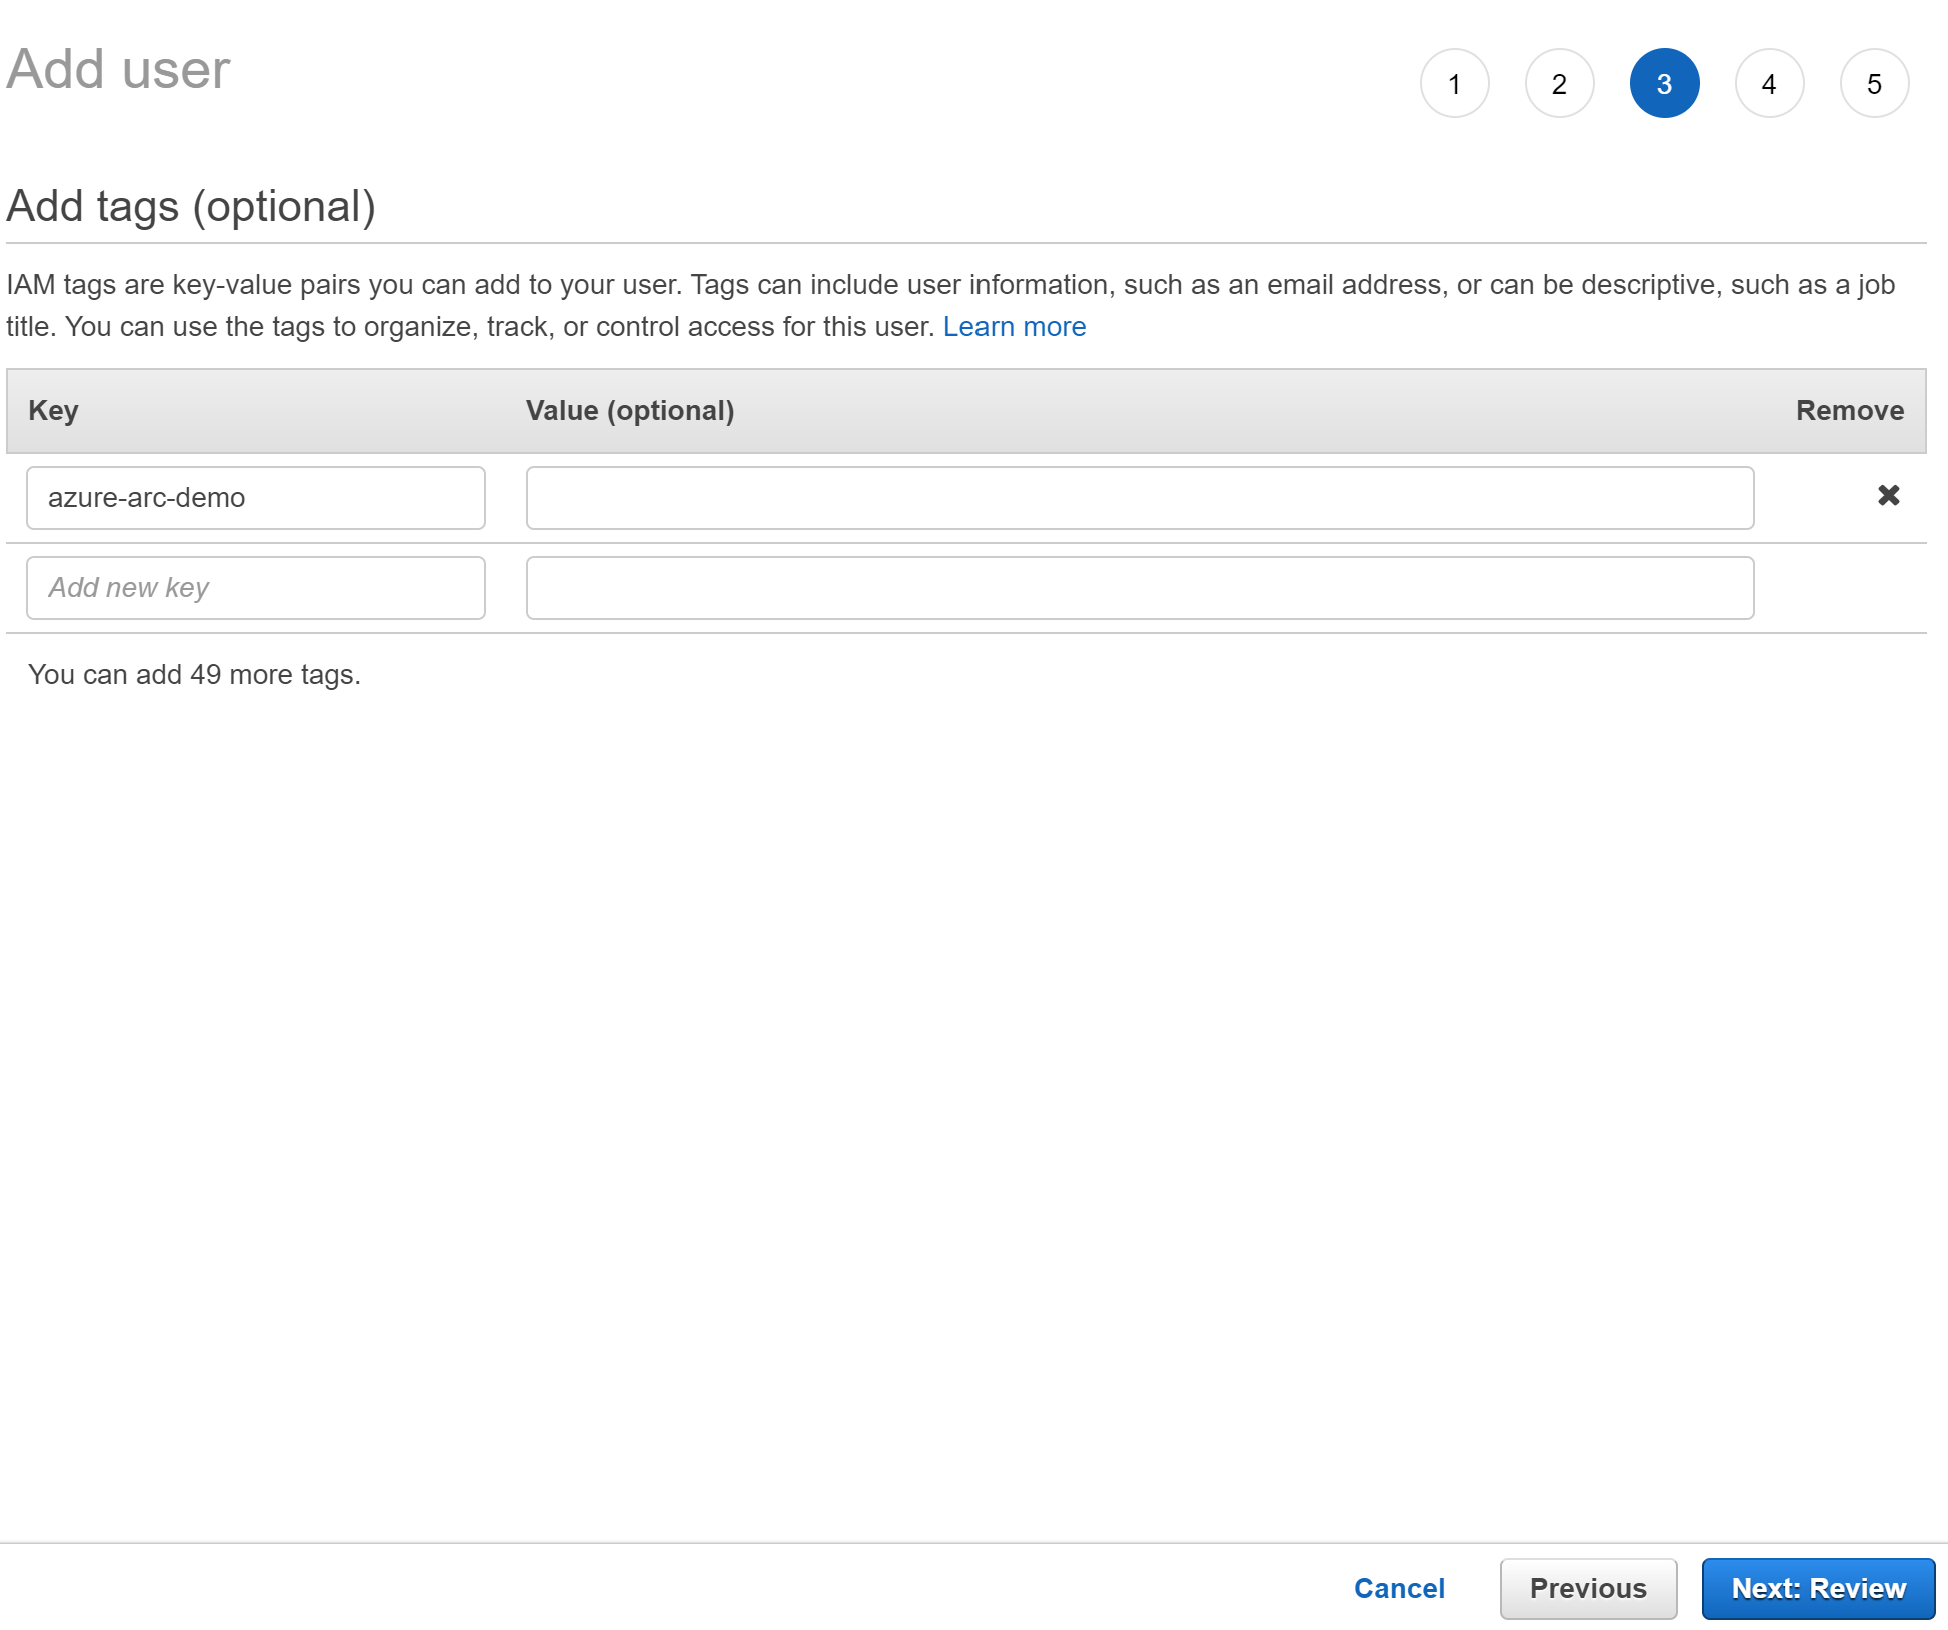 Add user
1 2 3 4 5
Add tags (optional)
IAM tags are key-value pairs you can add to your user. Tags can include user information, such as an email address, or can be descriptive, such as a job
title. You can use the tags to organize, track, or control access for this user. Learn more
Key Value (optional) Remove
azure-arc-demo
Add new key
You can add 49 more tags.
Cancel Previous Next: Review